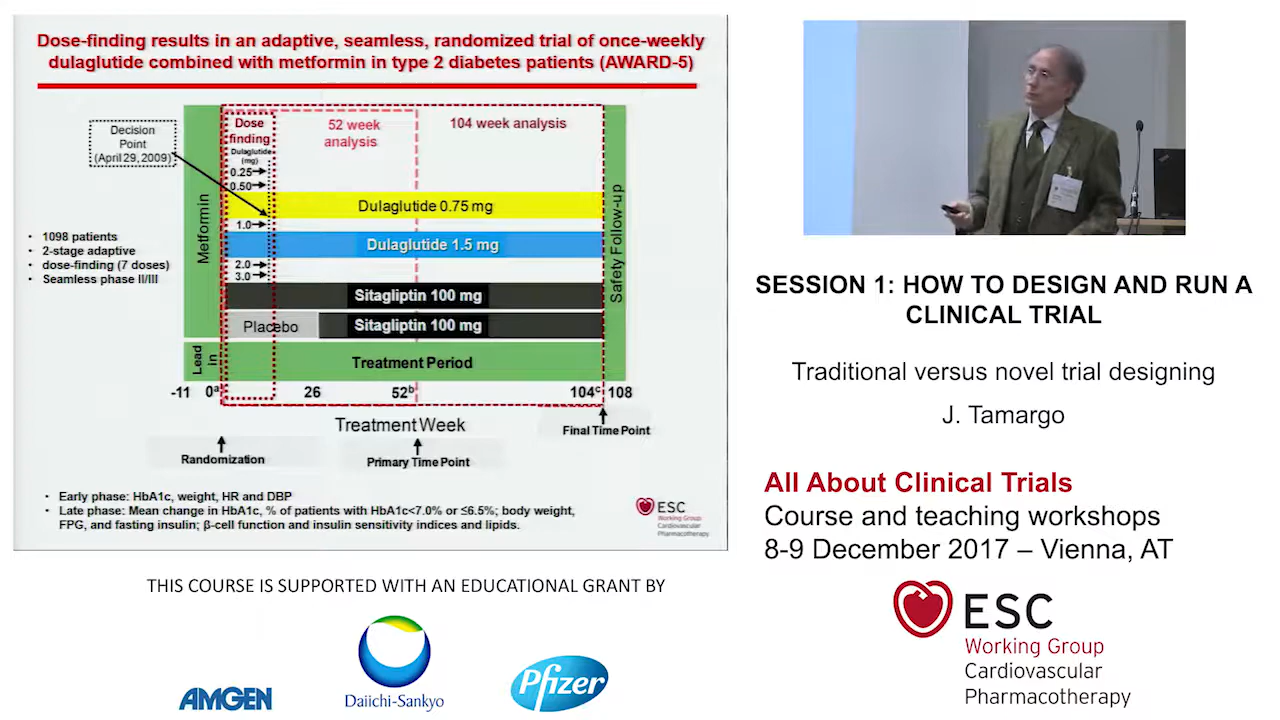 Dose-finding results in an adaptive, seamless, randomized trial of once-weekly
dulaglutide combined with metformin in type 2 diabetes patients (AWARD-5)
Decision
Point
(April 29, 2009)
Dose
finding
Dulaglutide
(mg)
0.25
0.50
1.0
2.0
3.0
52 week
analysis
104 week analysis
Metformin
Dulaglutide 0.75 mg
Dulaglutide 1.5 mg
Sitagliptin 100 mg
Placebo
Sitagliptin 100 mg
Safety Follow-up
Lead in
Treatment Period
• 1098 patients
• 2-stage adaptive
• dose-finding (7 doses)
• Seamless phase II/III
-11 0a 26 52b 104c 108
Treatment Week
Randomization
Primary Time Point
Final Time Point
• Early phase: HbA1c, weight, HR and DBP
• Late phase: Mean change in HbA1c, % of patients with HbA1c<7.0% or ≤6.5%; body weight,
FPG, and fasting insulin; β-cell function and insulin sensitivity indices and lipids.
ESC
Working Group
Cardiovascular
Pharmacotherapy
THIS COURSE IS SUPPORTED WITH AN EDUCATIONAL GRANT BY
AMGEN
Daiichi-Sankyo
Pfizer
SESSION 1: HOW TO DESIGN AND RUN A
CLINICAL TRIAL
Traditional versus novel trial designing
J. Tamargo
All About Clinical Trials
Course and teaching workshops
8-9 December 2017 – Vienna, AT
ESC
Working Group
Cardiovascular
Pharmacotherapy